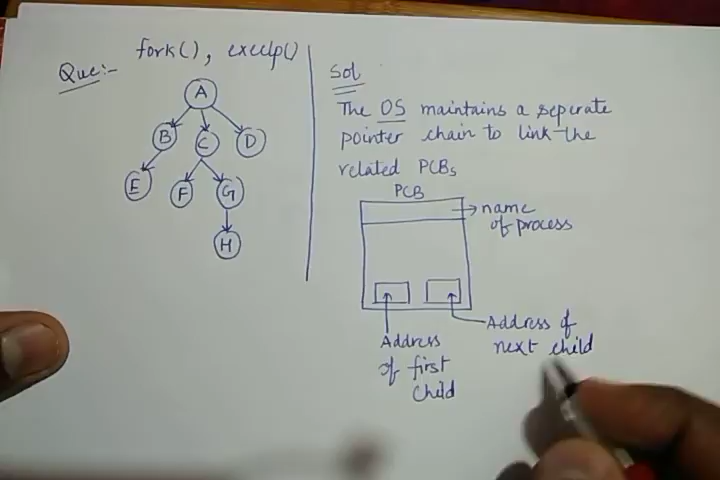 Que:- fork(), execlp()
A
B C D
E F G
H
Sol
The OS maintains a seperate
pointer chain to link the
related PCBs
PCB
name
of process
Address of
next child
Address
of first
child